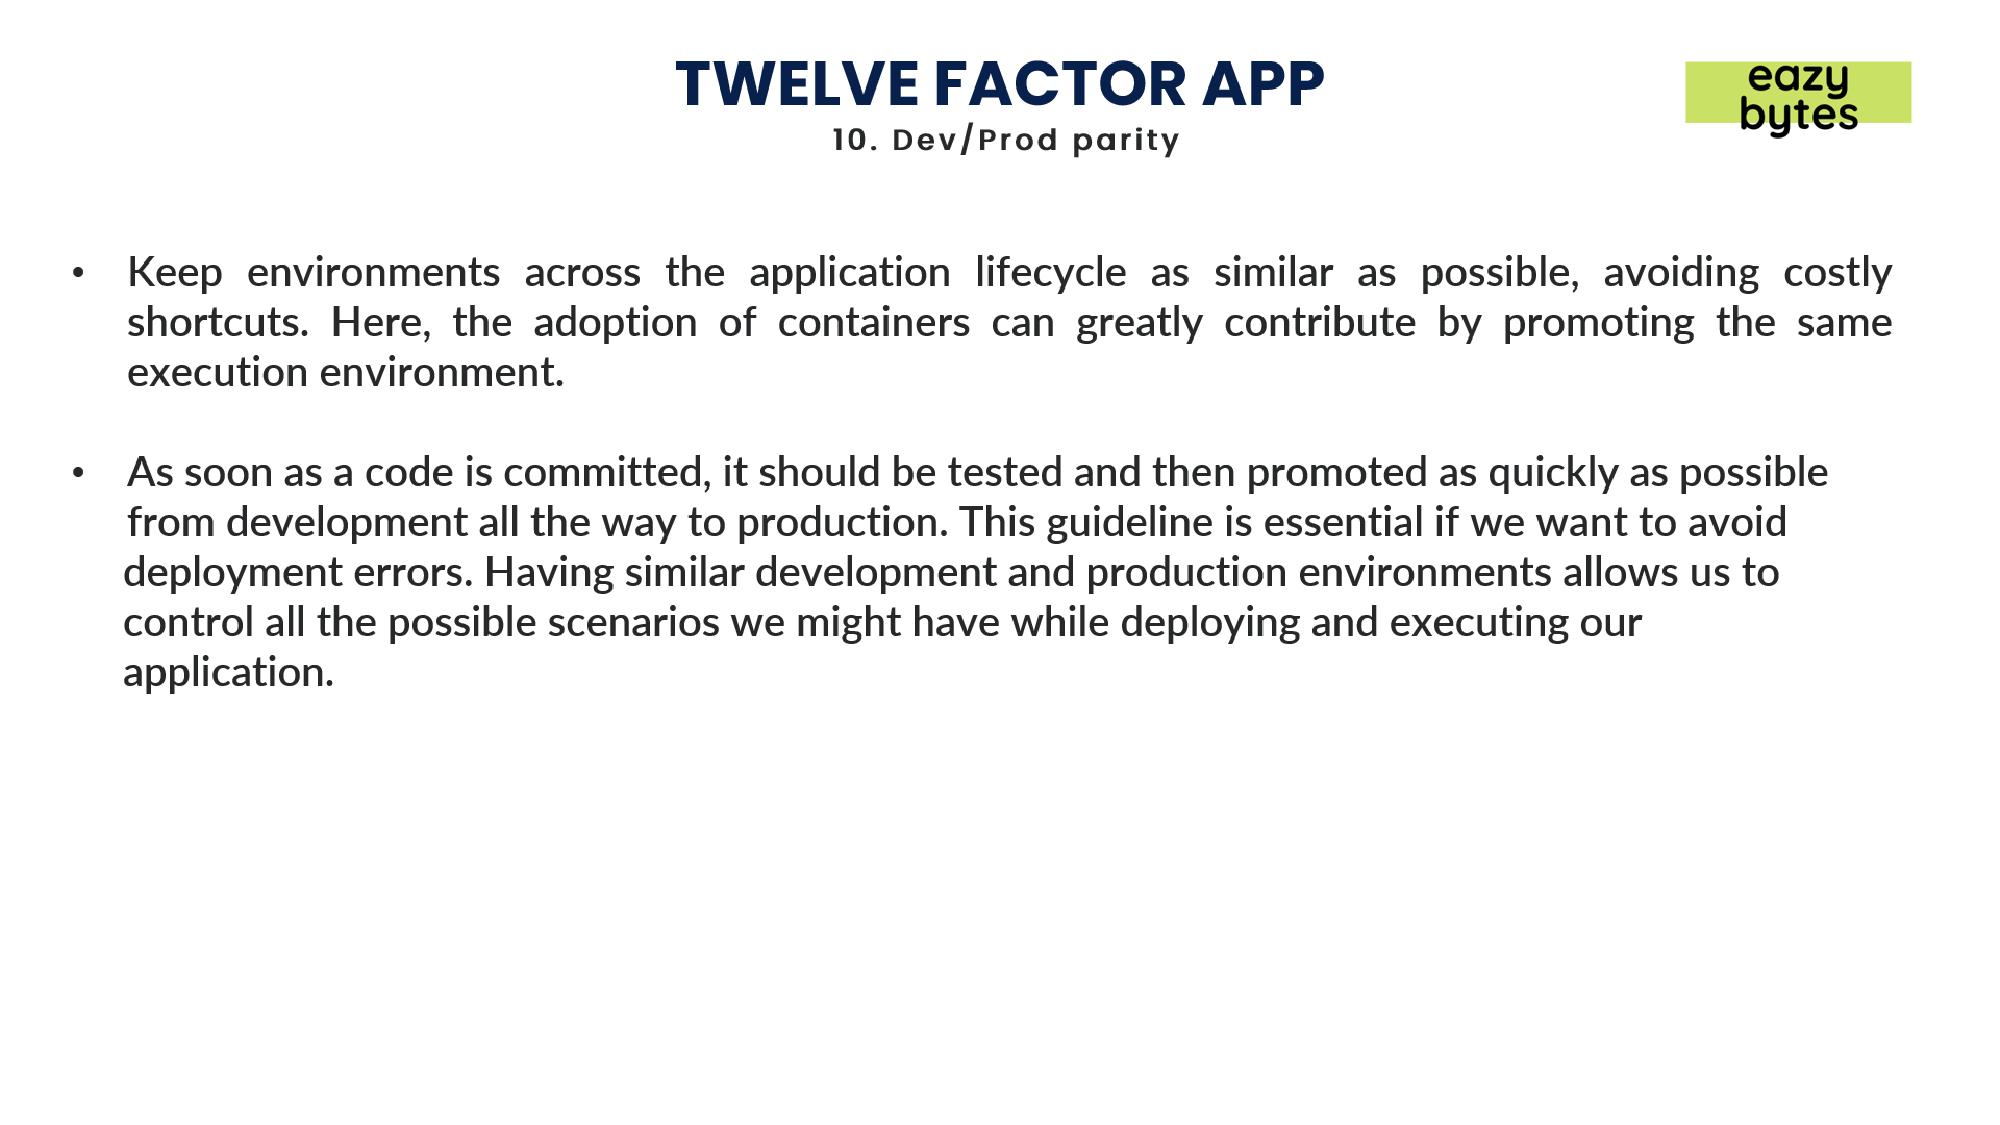 TWELVE FACTOR APP
10. Dev/Prod parity
eazy
bytes
• Keep environments across the application lifecycle as similar as possible, avoiding costly
shortcuts. Here, the adoption of containers can greatly contribute by promoting the same
execution environment.
• As soon as a code is committed, it should be tested and then promoted as quickly as possible
from development all the way to production. This guideline is essential if we want to avoid
deployment errors. Having similar development and production environments allows us to
control all the possible scenarios we might have while deploying and executing our
application.